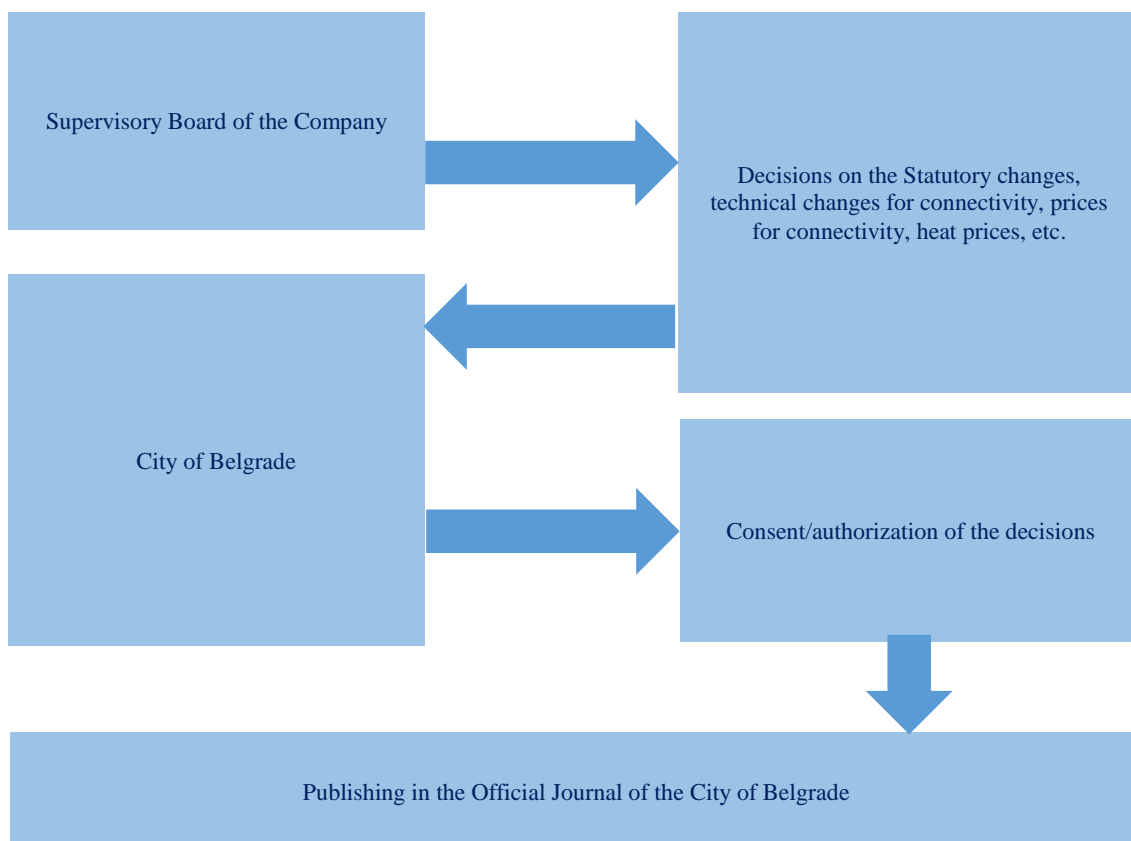 Supervisory Board of the Company
Decisions on the Statutory changes,
technical changes for connectivity, prices
for connectivity, heat prices, etc.
City of Belgrade
Consent/authorization of the decisions
Publishing in the Official Journal of the City of Belgrade